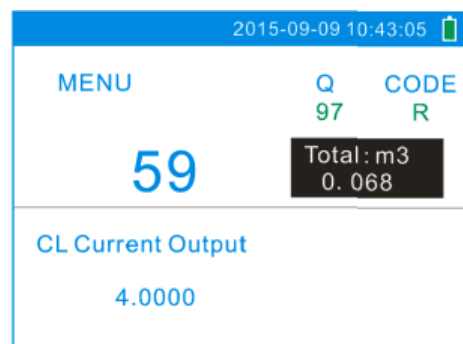 2015-09-09 10:43:05
MENU Q CODE
97 R
59
Total: m3
0. 068
CL Current Output
4.0000